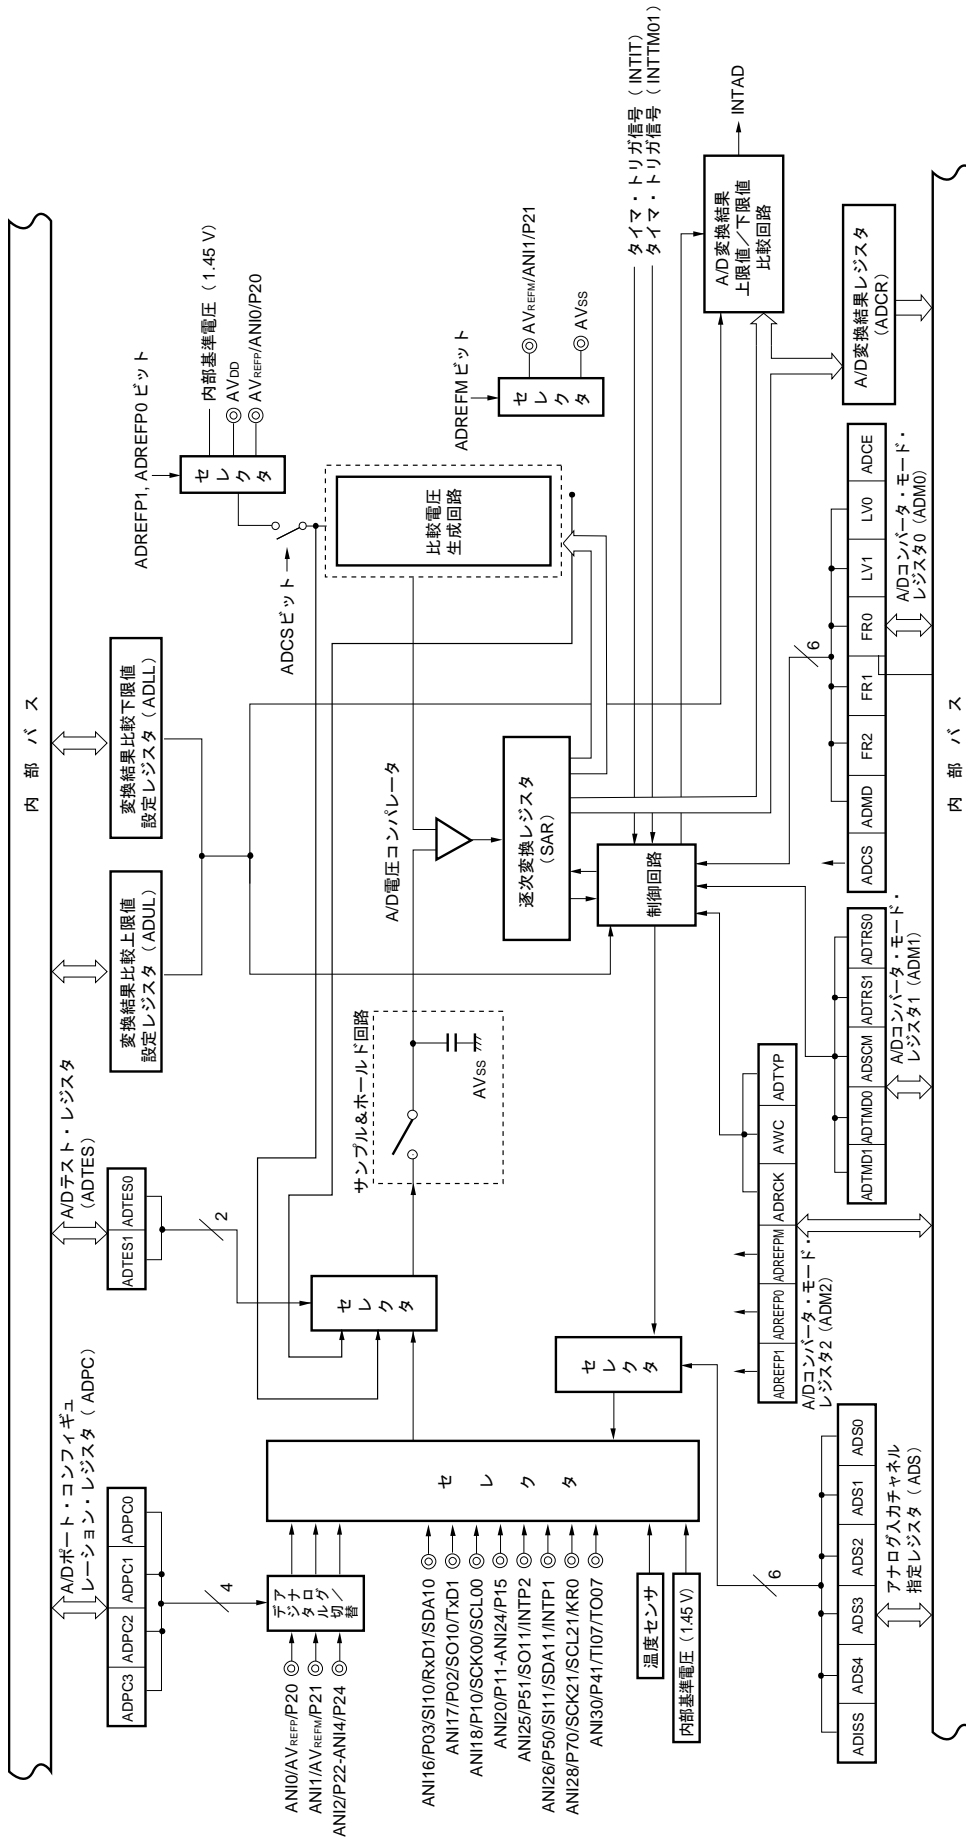 内部バス
A/Dポート・コンフィギュ
レーション・レジスタ（ADPC）
ADPC3
ADPC2
ADPC1
ADPC0
4
A/Dテスト・レジスタ
（ADTES）
ADTES1
ADTES0
2
変換結果比較上限値
設定レジスタ（ADUL）
変換結果比較下限値
設定レジスタ（ADLL）
ADREFP1, ADREFP0 ビット
セレクタ
内部基準電圧（1.45 V）
AVDD
AVREFP/ANI0/P20
ADCSビット
ANI0/AVREFP/P20
ANI1/AVREFM/P21
ANI2/P22-ANI4/P24
デジタル/
アナログ
切替
ANI16/P03/SI10/RxD1/SDA10
ANI17/P02/SO10/TxD1
ANI18/P10/SCK00/SCL00
ANI20/P11-ANI24/P15
ANI25/P51/SO11/INTP2
ANI26/P50/SI11/SDA11/INTP1
ANI28/P70/SCK21/SCL21/KR0
ANI30/P41/TI07/TO07
温度センサ
内部基準電圧（1.45 V）
セレクタ
セレクタ
セレクタ
サンプル&ホールド回路
AVSS
A/D電圧コンパレータ
比較電圧
生成回路
ADREFMビット
セレクタ
AVREFM/ANI1/P21
AVSS
逐次変換レジスタ
（SAR）
制御回路
タイマ・トリガ信号（INTIT）
タイマ・トリガ信号（INTTM01）
A/D変換結果
上限値／下限値
比較回路
INTAD
A/D変換結果レジスタ
（ADCR）
6
ADISS
ADS4
ADS3
ADS2
ADS1
ADS0
アナログ入力チャネル
指定レジスタ（ADS）
ADREFP1
ADREFP0
ADREFPM
ADRCK
AWC
ADTYP
A/Dコンバータ・モード・
レジスタ2（ADM2）
ADTMD1
ADTMD0
ADSCM
ADTRS1
ADTRS0
A/Dコンバータ・モード・
レジスタ1（ADM1）
6
ADCS
ADMD
FR2
FR1
FR0
LV1
LV0
ADCE
A/Dコンバータ・モード・
レジスタ0（ADM0）
内部バス